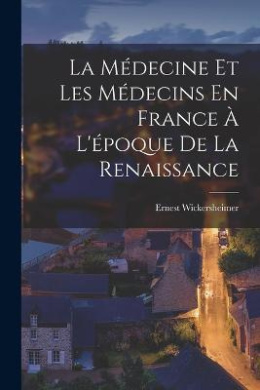 La Médecine Et
Les Médecins En
France À
L'époque De La
Renaissance
Ernest Wickersheimer